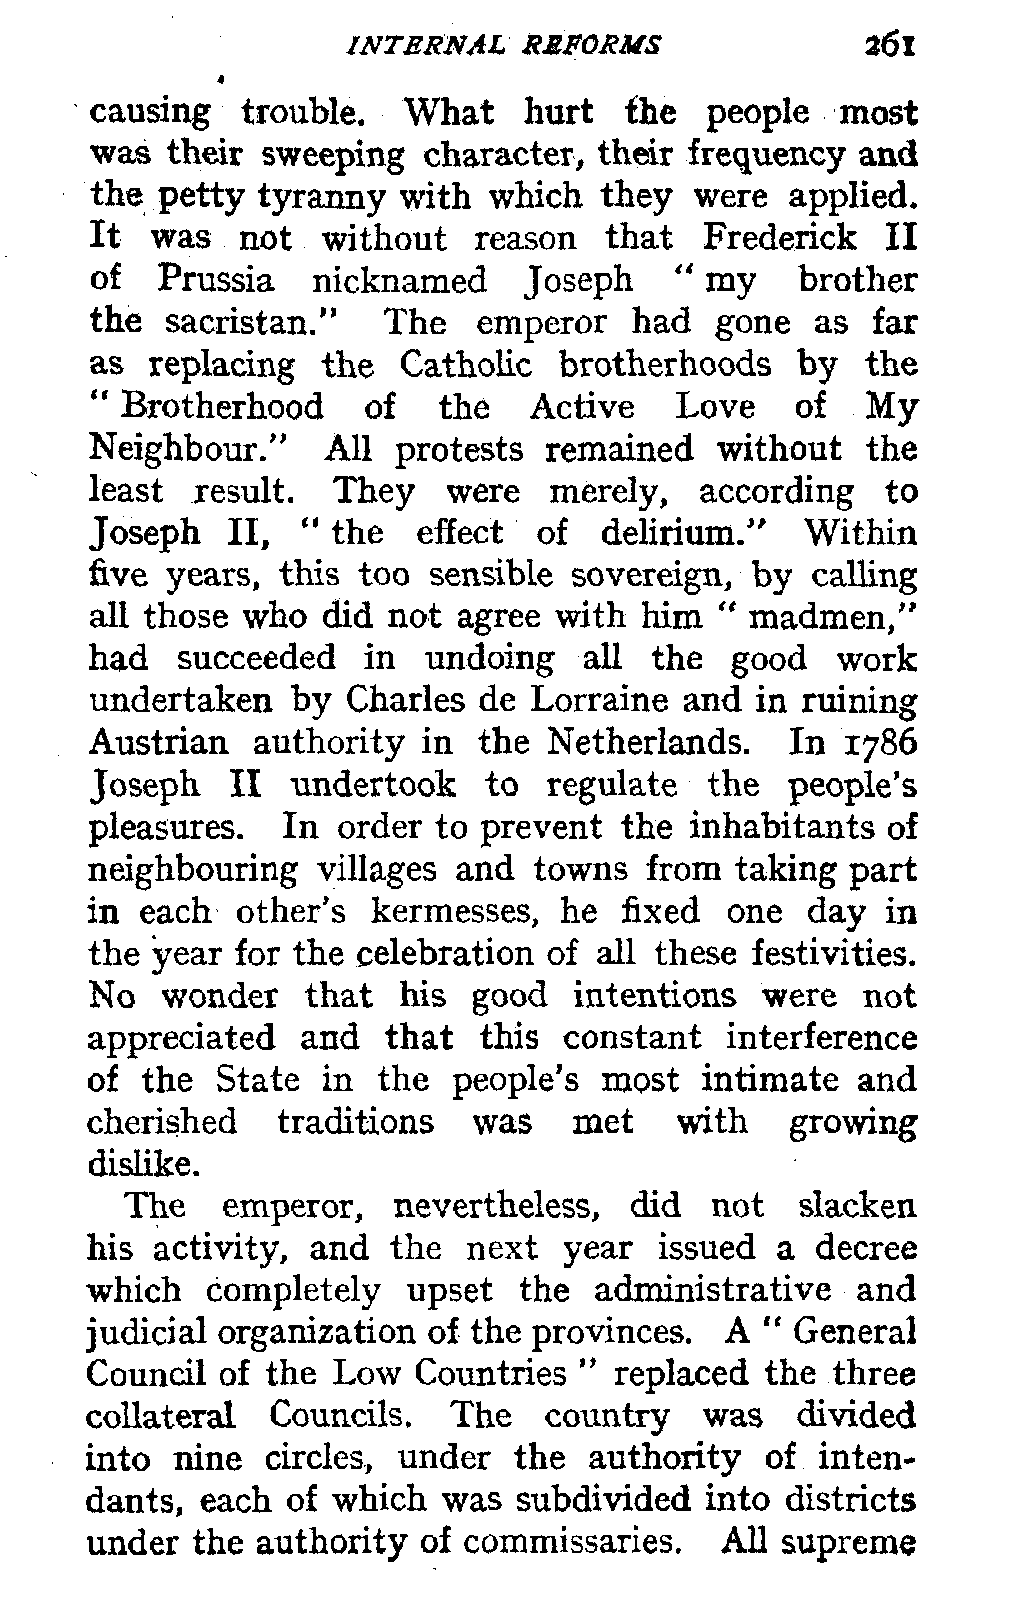 INTERNAL REFORMS 261
causing trouble. What hurt the people most
was their sweeping character, their frequency and
the petty tyranny with which they were applied.
It was not without reason that Frederick II
of Prussia nicknamed Joseph “ my brother
the sacristan.” The emperor had gone as far
as replacing the Catholic brotherhoods by the
“ Brotherhood of the Active Love of My
Neighbour.” All protests remained without the
least result. They were merely, according to
Joseph II, “ the effect of delirium.” Within
five years, this too sensible sovereign, by calling
all those who did not agree with him “ madmen,”
had succeeded in undoing all the good work
undertaken by Charles de Lorraine and in ruining
Austrian authority in the Netherlands. In 1786
Joseph II undertook to regulate the people's
pleasures. In order to prevent the inhabitants of
neighbouring villages and towns from taking part
in each other's kermesses, he fixed one day in
the year for the celebration of all these festivities.
No wonder that his good intentions were not
appreciated and that this constant interference
of the State in the people's most intimate and
cherished traditions was met with growing
dislike.
The emperor, nevertheless, did not slacken
his activity, and the next year issued a decree
which completely upset the administrative and
judicial organization of the provinces. A “ General
Council of the Low Countries ” replaced the three
collateral Councils. The country was divided
into nine circles, under the authority of inten-
dants, each of which was subdivided into districts
under the authority of commissaries. All supreme